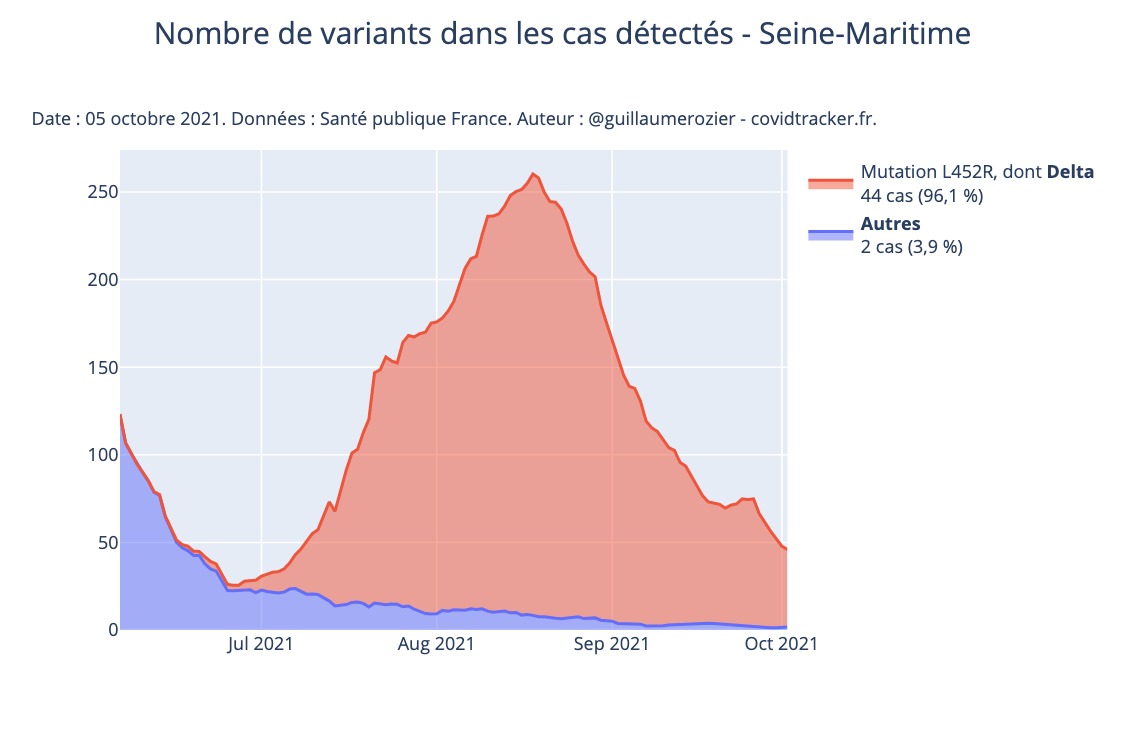 Nombre de variants dans les cas détectés - Seine-Maritime
Date : 05 octobre 2021. Données : Santé publique France. Auteur : @guillaumerozier - covidtracker.fr.
Mutation L452R, dont Delta
44 cas (96,1 %)
Autres
2 cas (3,9 %)
250
200
150
100
50
0
Jul 2021
Aug 2021
Sep 2021
Oct 2021